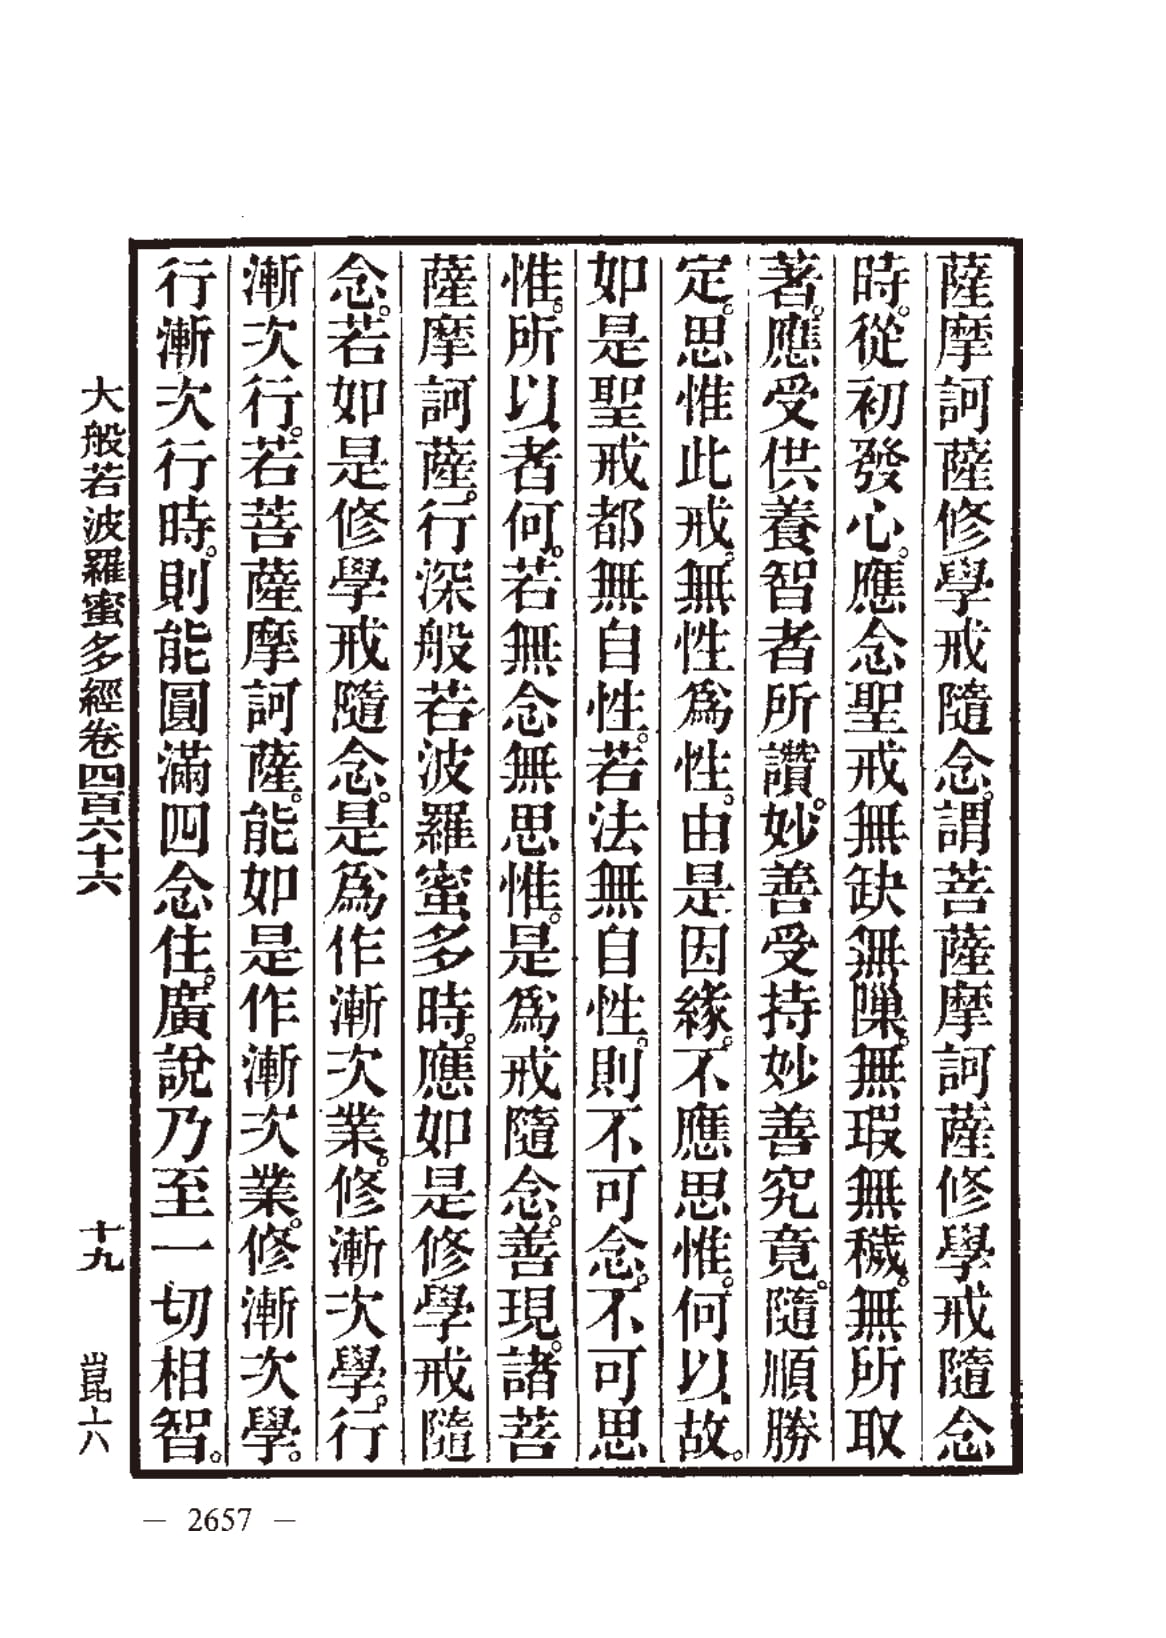 薩摩訶薩修學戒隨念。謂菩薩摩訶薩修學戒隨念
時。從初發心。應念聖戒無缺無隟。無瑕無穢。無所取
著。應受供養智者所讚。妙善受持妙善究竟。隨順勝
定。思惟此戒。無性爲性。由是因緣。不應思惟。何以故。
如是聖戒都無自性。若法無自性。則不可念。不可思
惟。所以者何。若無念無思惟。是爲戒隨念。善現。諸菩
薩摩訶薩。行深般若波羅蜜多時。應如是修學戒隨
念。若如是修學戒隨念。是爲作漸次業。修漸次學。行
漸次行。若菩薩摩訶薩。能如是作漸次業。修漸次學。
行漸次行時。則能圓滿四念住。廣說乃至一切相智。
大般若波羅蜜多經卷四百六十六 十九 崑六
— 2657 —